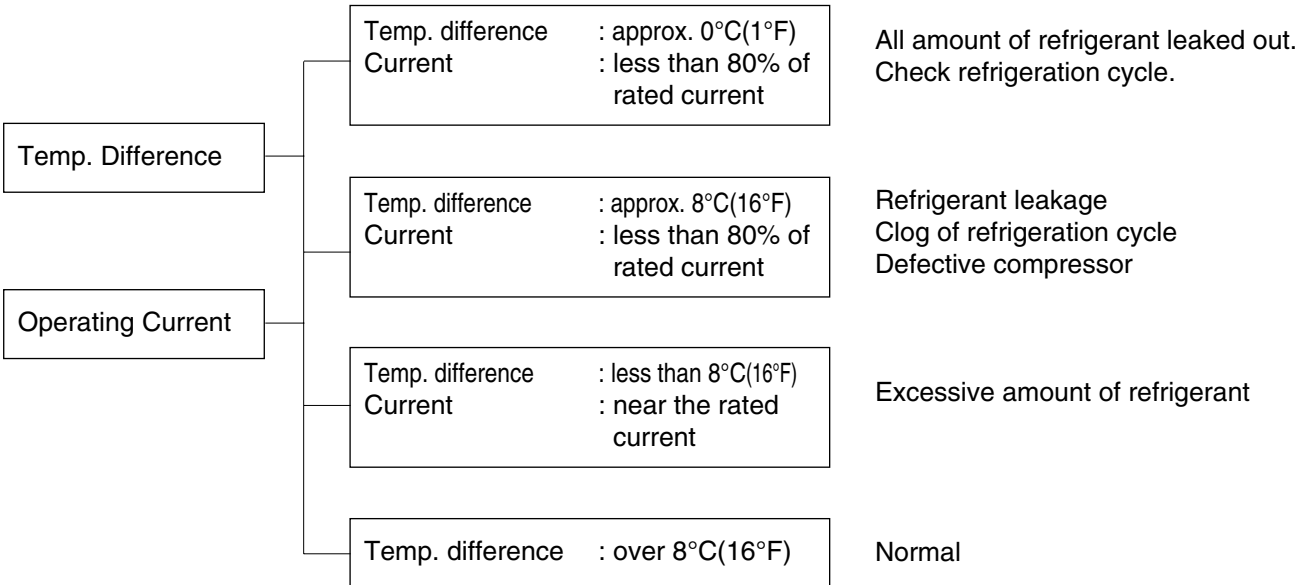 Temp. Difference
Operating Current
Temp. difference : approx. 0°C(1°F)
Current : less than 80% of
rated current
All amount of refrigerant leaked out.
Check refrigeration cycle.
Temp. difference : approx. 8°C(16°F)
Current : less than 80% of
rated current
Refrigerant leakage
Clog of refrigeration cycle
Defective compressor
Temp. difference : less than 8°C(16°F)
Current : near the rated
current
Excessive amount of refrigerant
Temp. difference : over 8°C(16°F)
Normal